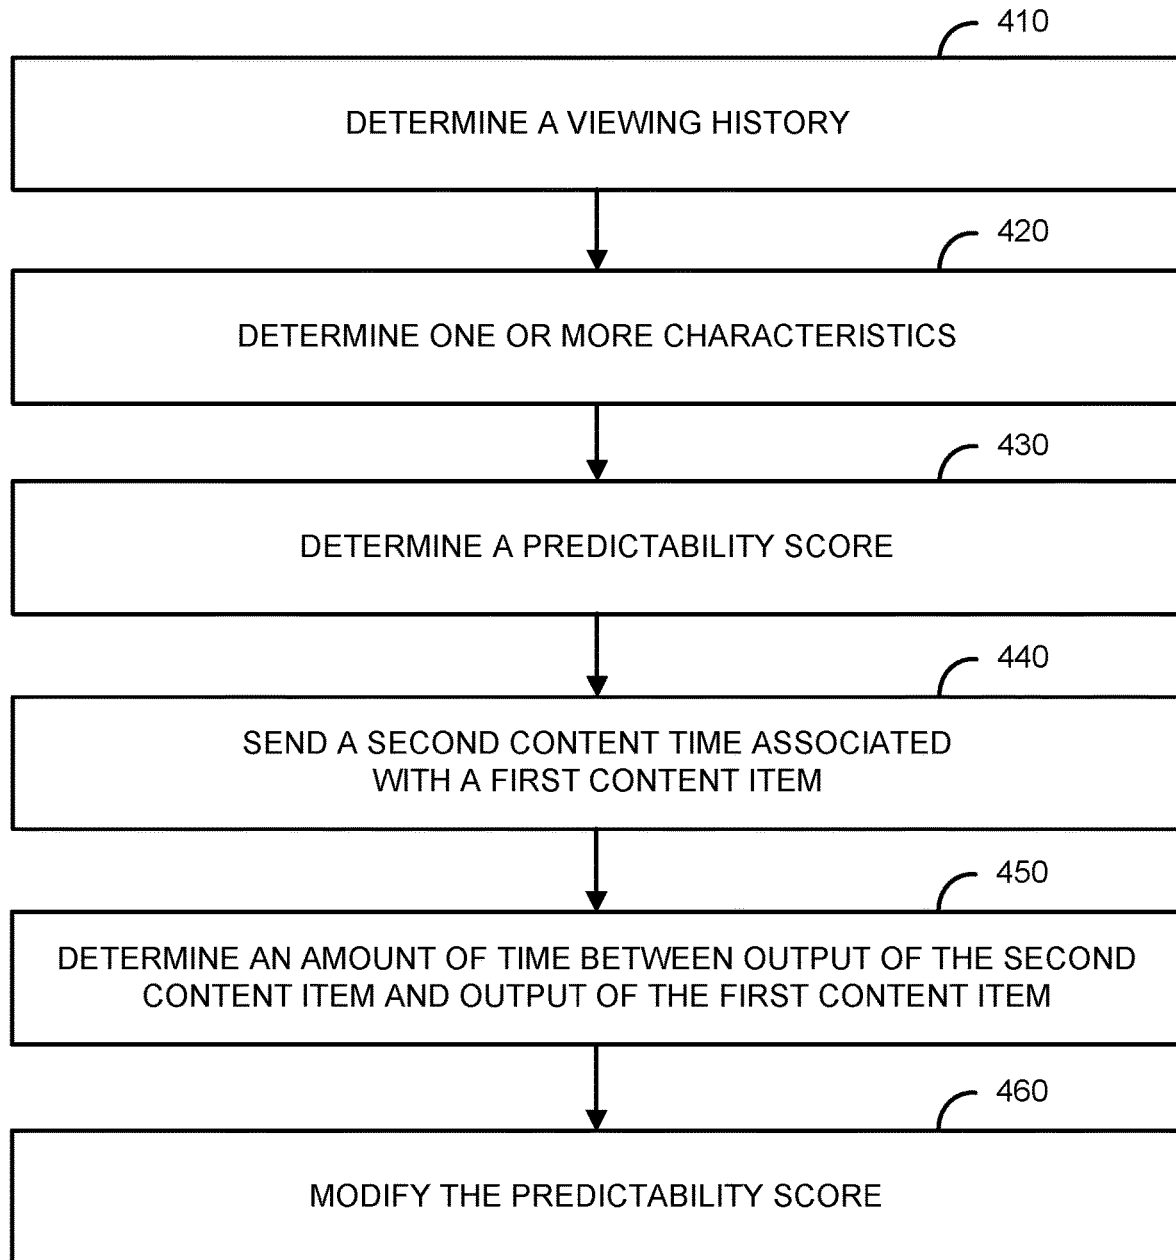 410
DETERMINE A VIEWING HISTORY
420
DETERMINE ONE OR MORE CHARACTERISTICS
430
DETERMINE A PREDICTABILITY SCORE
440
SEND A SECOND CONTENT TIME ASSOCIATED
WITH A FIRST CONTENT ITEM
450
DETERMINE AN AMOUNT OF TIME BETWEEN OUTPUT OF THE SECOND
CONTENT ITEM AND OUTPUT OF THE FIRST CONTENT ITEM
460
MODIFY THE PREDICTABILITY SCORE